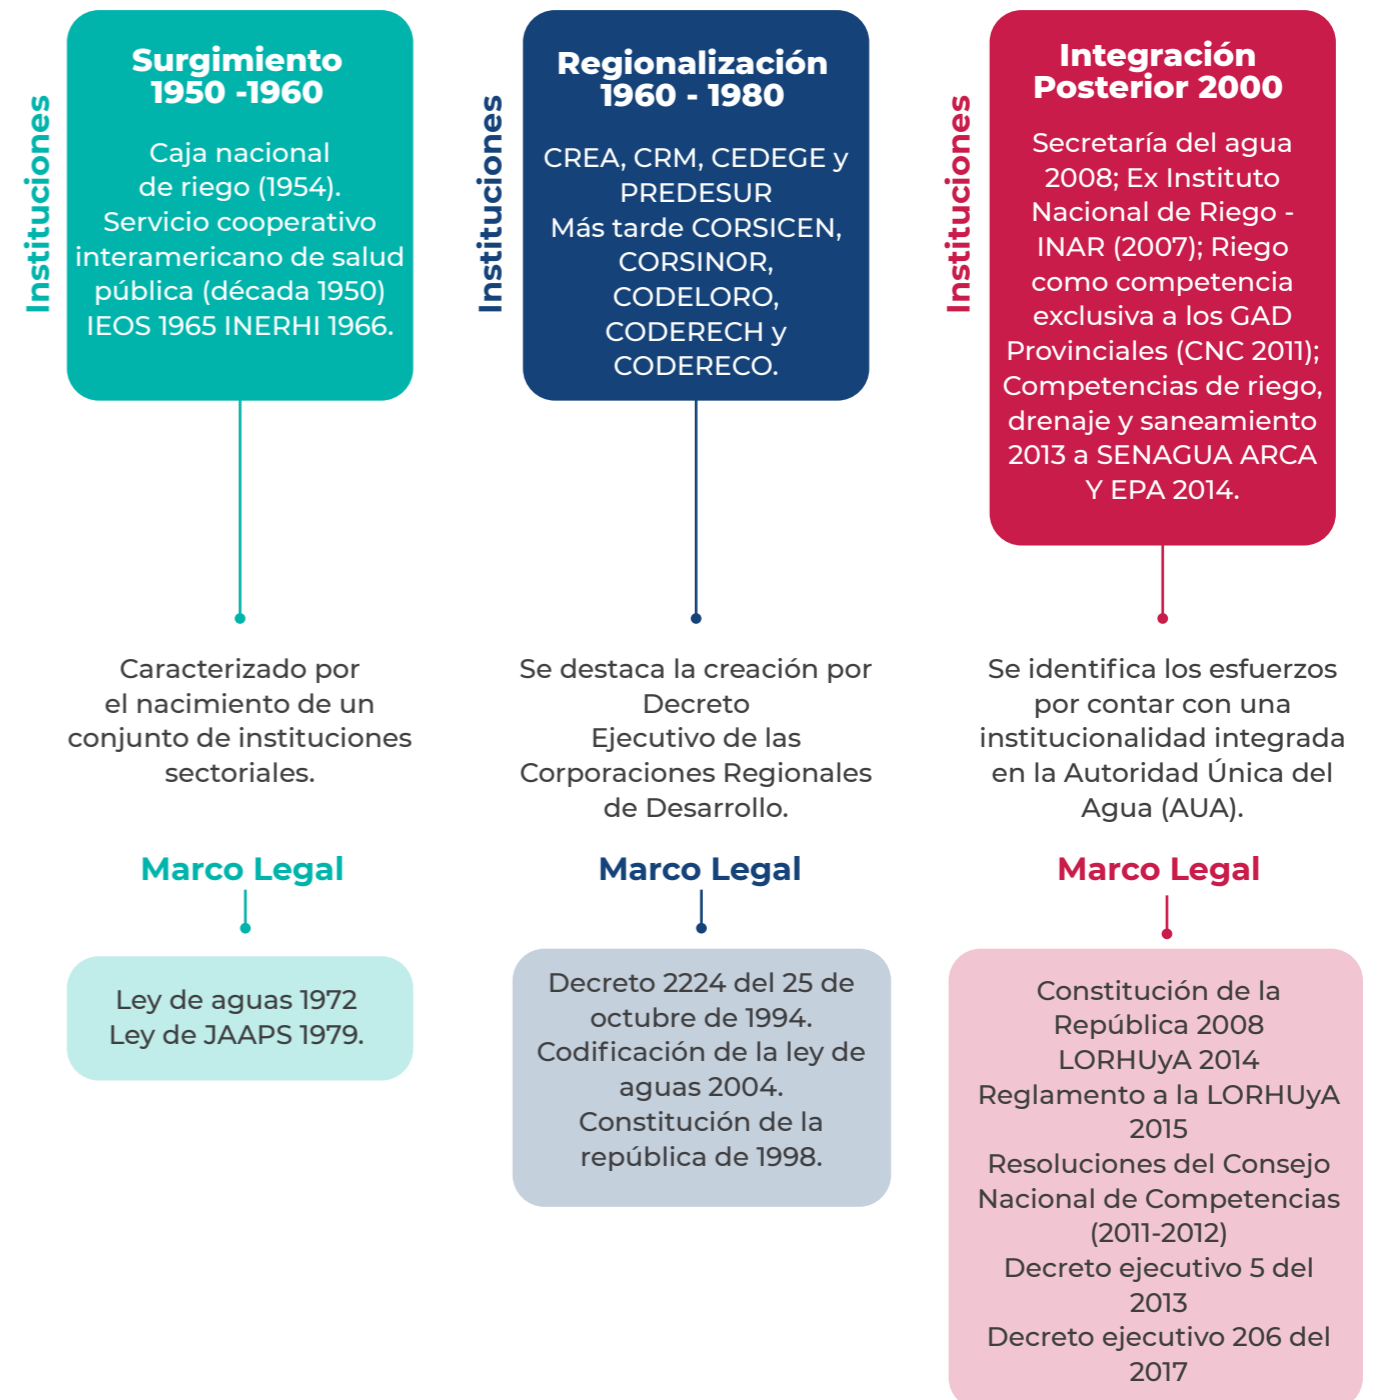 Instituciones
Surgimiento
1950 -1960
Caja nacional
de riego (1954).
Servicio cooperativo
interamericano de salud
pública (década 1950)
IEOS 1965 INERHI 1966.
Caracterizado por
el nacimiento de un
conjunto de instituciones
sectoriales.
Marco Legal
Ley de aguas 1972
Ley de JAAPS 1979.
Instituciones
Regionalización
1960 - 1980
CREA, CRM, CEDEGE y
PREDESUR
Más tarde CORSICEN,
CORSINOR,
CODELORO,
CODERECH y
CODERECO.
Se destaca la creación por
Decreto
Ejecutivo de las
Corporaciones Regionales
de Desarrollo.
Marco Legal
Decreto 2224 del 25 de
octubre de 1994.
Codificación de la ley de
aguas 2004.
Constitución de la
república de 1998.
Instituciones
Integración
Posterior 2000
Secretaría del agua
2008; Ex Instituto
Nacional de Riego -
INAR (2007); Riego
como competencia
exclusiva a los GAD
Provinciales (CNC 2011);
Competencias de riego,
drenaje y saneamiento
2013 a SENAGUA ARCA
Y EPA 2014.
Se identifica los esfuerzos
por contar con una
institucionalidad integrada
en la Autoridad Única del
Agua (AUA).
Marco Legal
Constitución de la
República 2008
LORHUyA 2014
Reglamento a la LORHUyA
2015
Resoluciones del Consejo
Nacional de Competencias
(2011-2012)
Decreto ejecutivo 5 del
2013
Decreto ejecutivo 206 del
2017